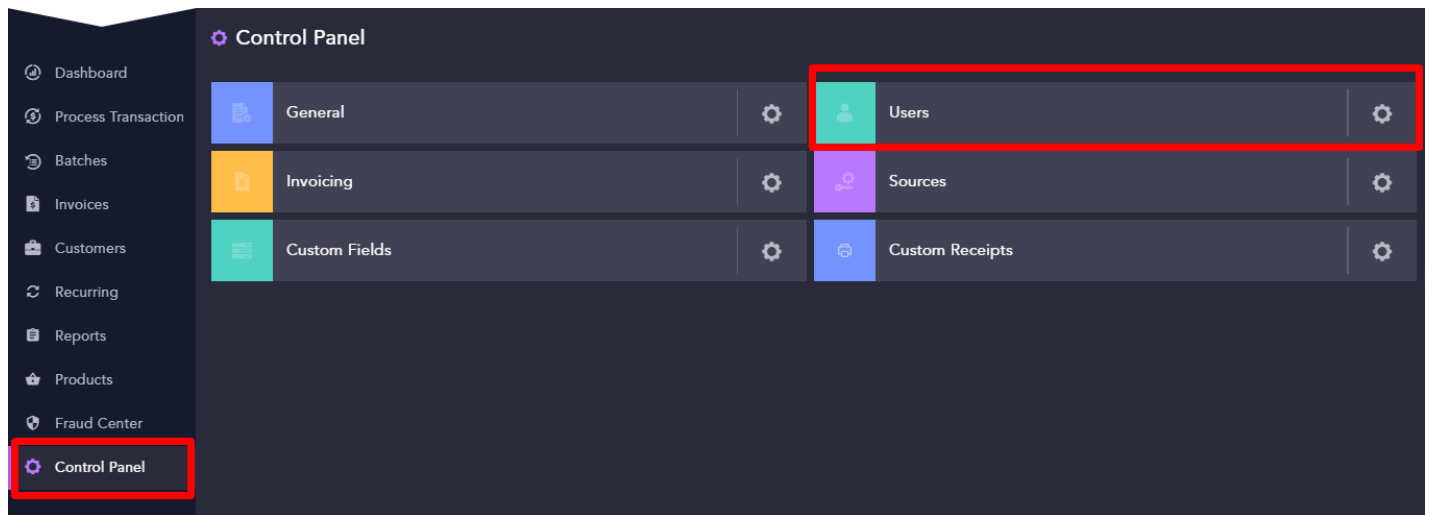 Control Panel
Dashboard
Process Transaction
Batches
Invoices
Customers
Recurring
Reports
Products
Fraud Center
Control Panel
General
Users
Invoicing
Sources
Custom Fields
Custom Receipts